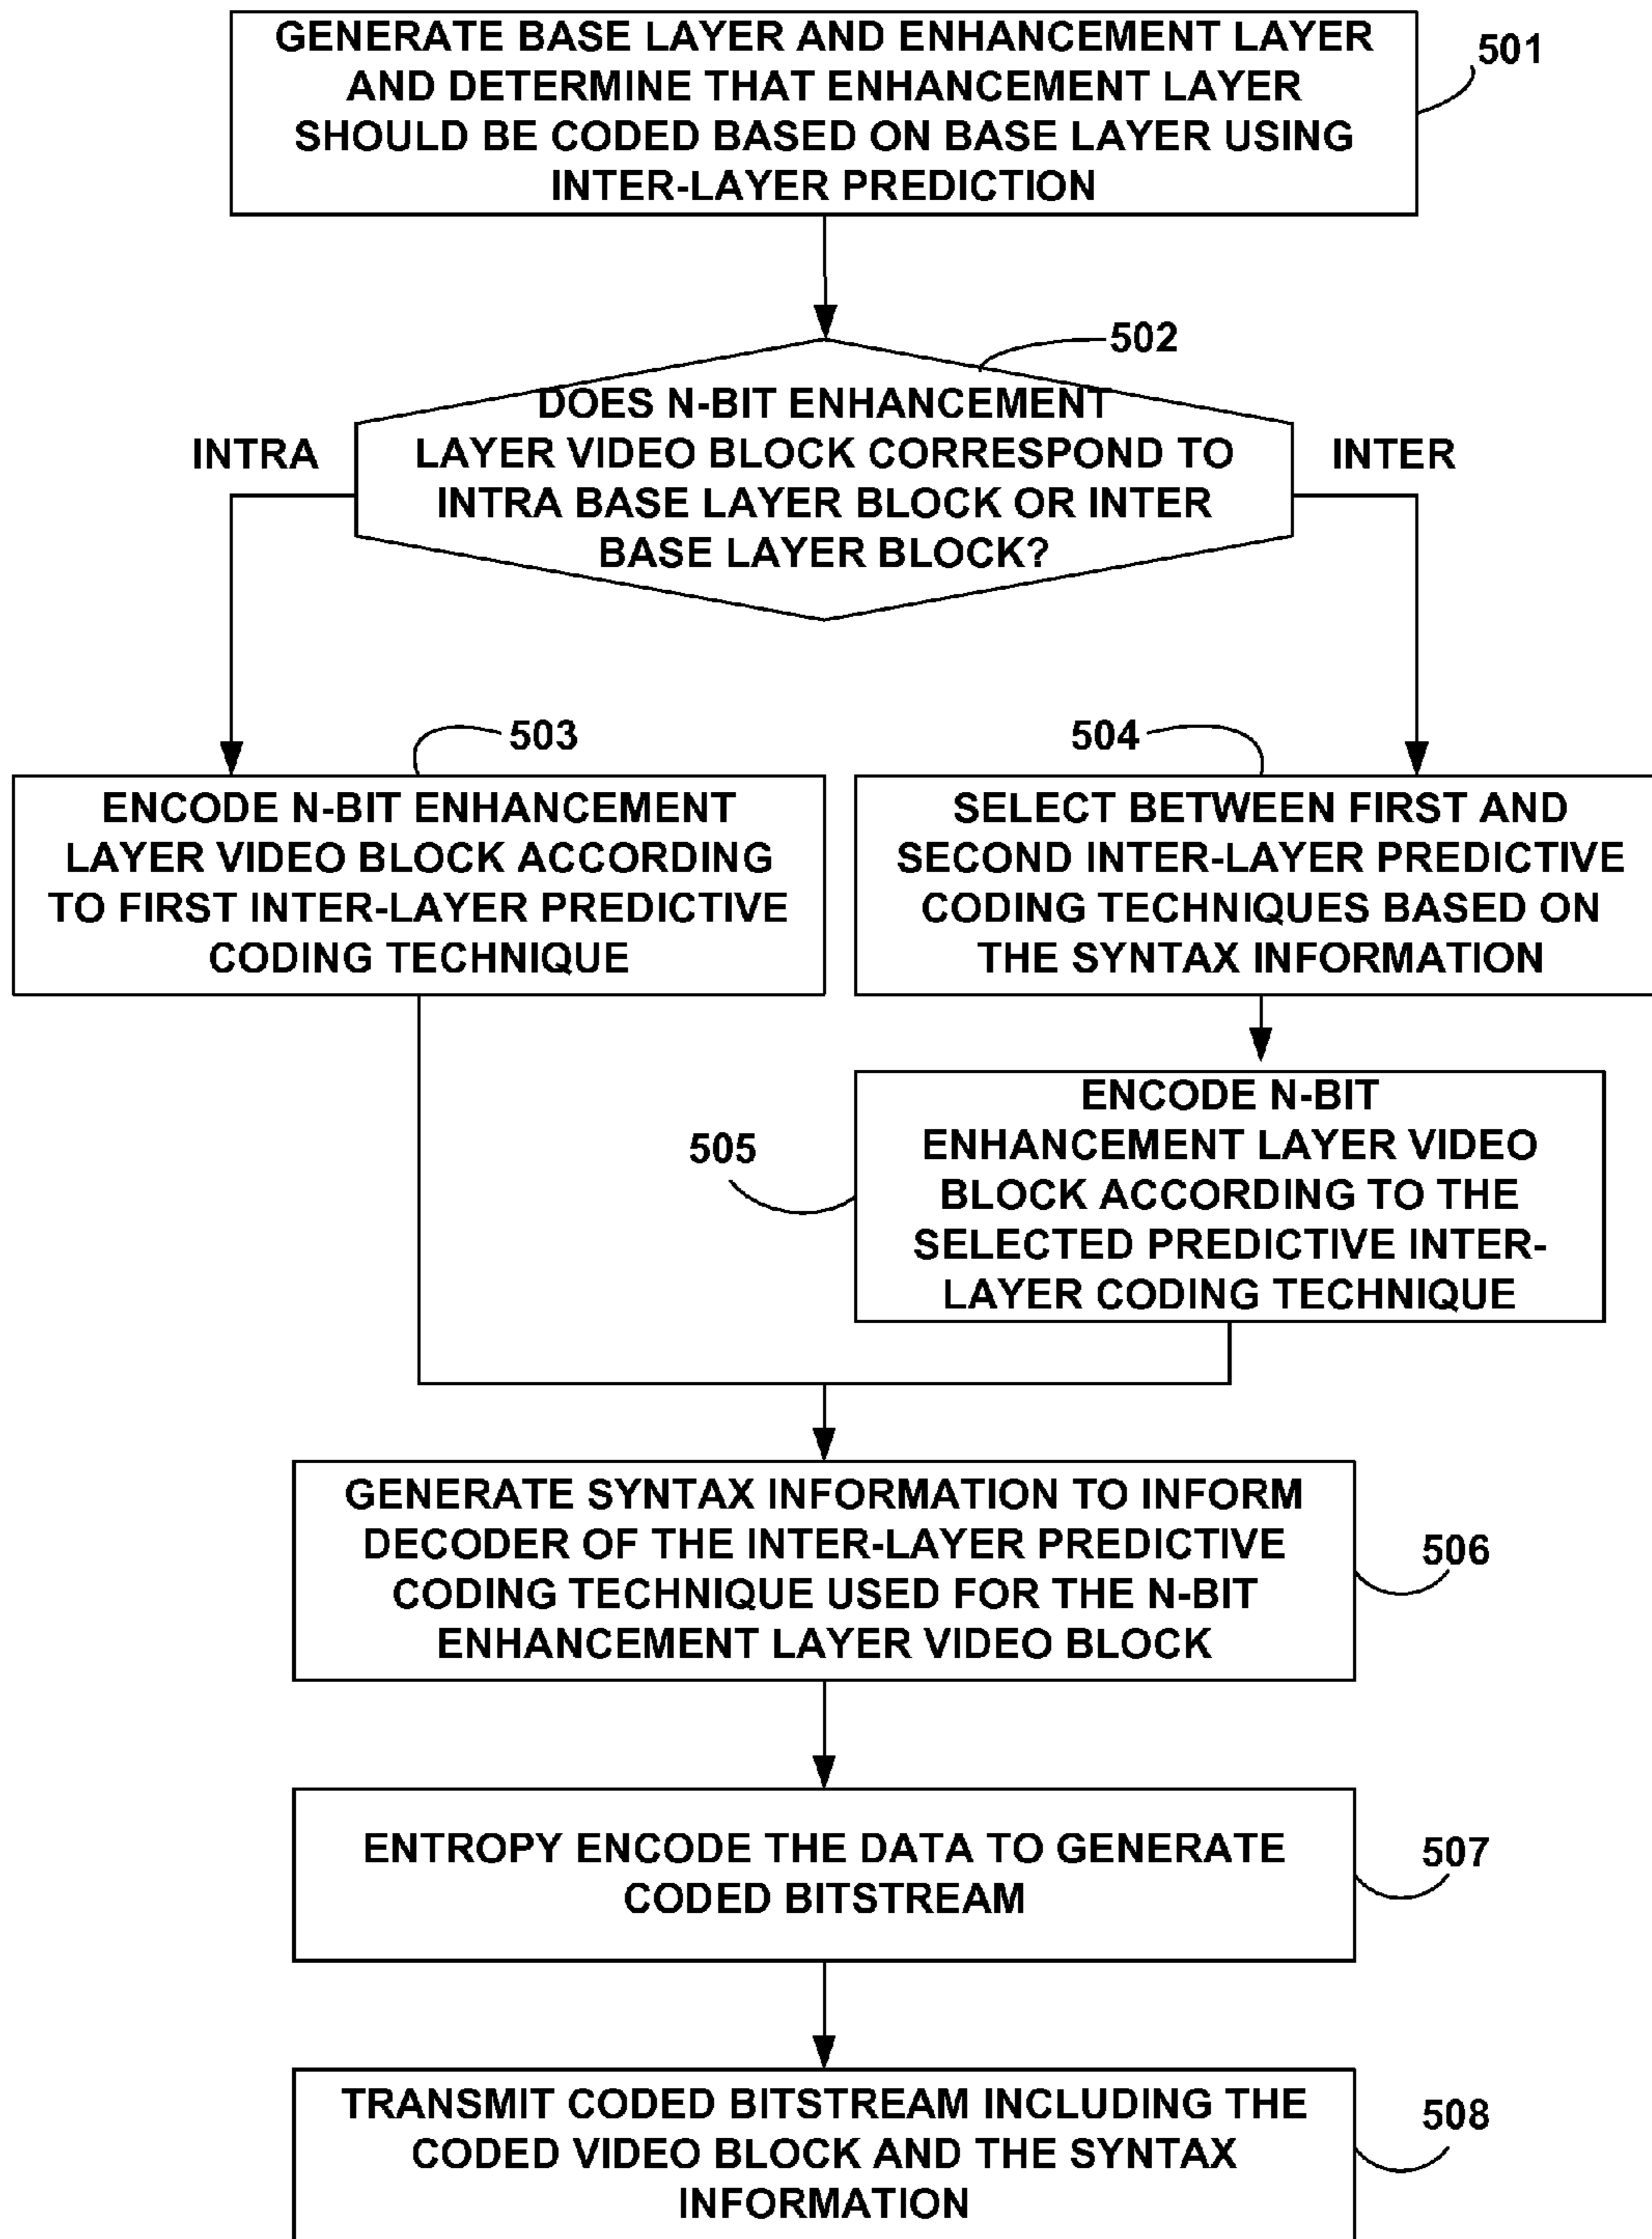 GENERATE BASE LAYER AND ENHANCEMENT LAYER
AND DETERMINE THAT ENHANCEMENT LAYER
SHOULD BE CODED BASED ON BASE LAYER USING
INTER-LAYER PREDICTION
501
502
DOES N-BIT ENHANCEMENT
LAYER VIDEO BLOCK CORRESPOND TO
INTRA BASE LAYER BLOCK OR INTER
BASE LAYER BLOCK?
INTRA
INTER
503
ENCODE N-BIT ENHANCEMENT
LAYER VIDEO BLOCK ACCORDING
TO FIRST INTER-LAYER PREDICTIVE
CODING TECHNIQUE
504
SELECT BETWEEN FIRST AND
SECOND INTER-LAYER PREDICTIVE
CODING TECHNIQUES BASED ON
THE SYNTAX INFORMATION
505
ENCODE N-BIT
ENHANCEMENT LAYER VIDEO
BLOCK ACCORDING TO THE
SELECTED PREDICTIVE INTER-
LAYER CODING TECHNIQUE
GENERATE SYNTAX INFORMATION TO INFORM
DECODER OF THE INTER-LAYER PREDICTIVE
CODING TECHNIQUE USED FOR THE N-BIT
ENHANCEMENT LAYER VIDEO BLOCK
506
ENTROPY ENCODE THE DATA TO GENERATE
CODED BITSTREAM
507
TRANSMIT CODED BITSTREAM INCLUDING THE
CODED VIDEO BLOCK AND THE SYNTAX
INFORMATION
508